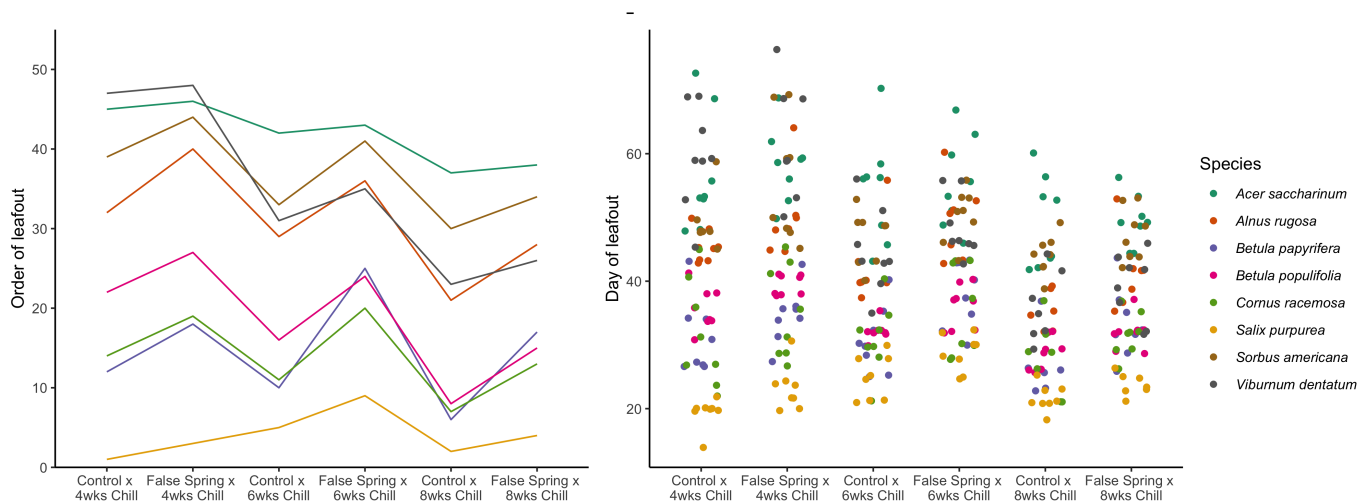 Order of leafout
50
40
30
20
10
0
Control x
4wks Chill
False Spring x
4wks Chill
Control x
6wks Chill
False Spring x
6wks Chill
Control x
8wks Chill
False Spring x
8wks Chill
–
Day of leafout
60
40
20
Control x
4wks Chill
False Spring x
4wks Chill
Control x
6wks Chill
False Spring x
6wks Chill
Control x
8wks Chill
False Spring x
8wks Chill
Species
Acer saccharinum
Alnus rugosa
Betula papyrifera
Betula populifolia
Cornus racemosa
Salix purpurea
Sorbus americana
Viburnum dentatum